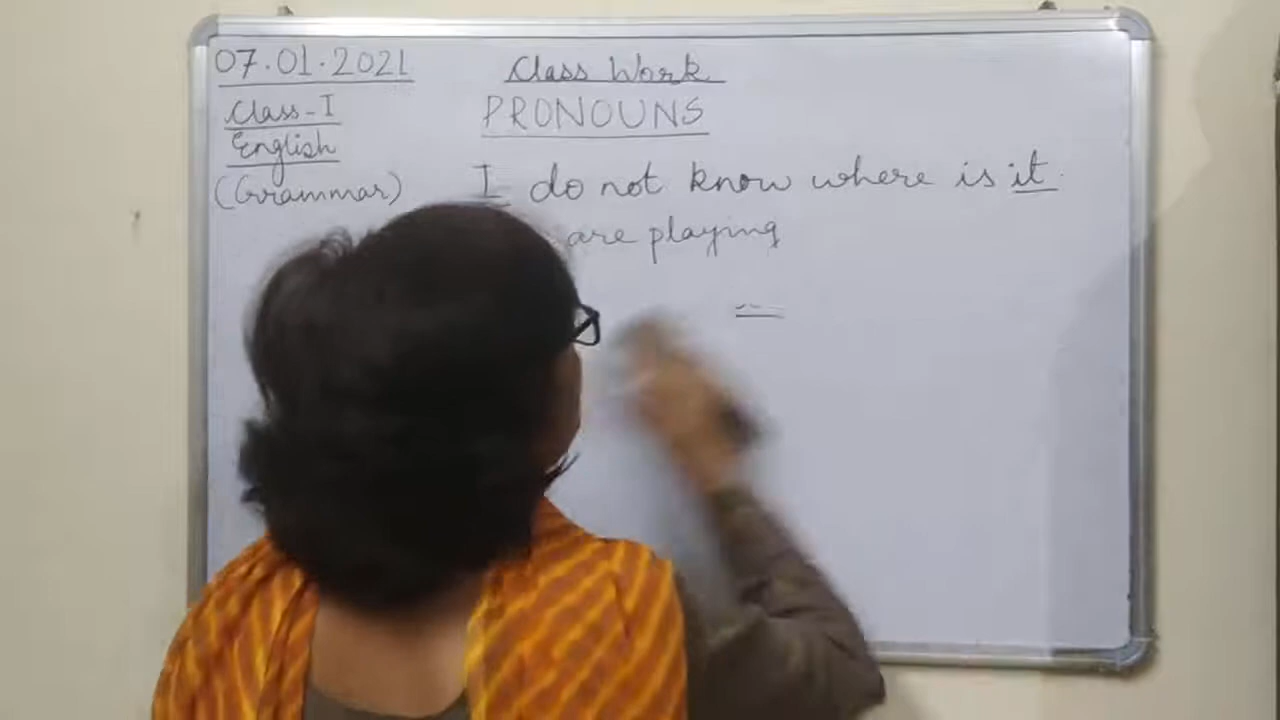 07.01.2021
Class Work
Class-I
PRONOUNS
English
(Grammar)
I do not know where is it.
are playing